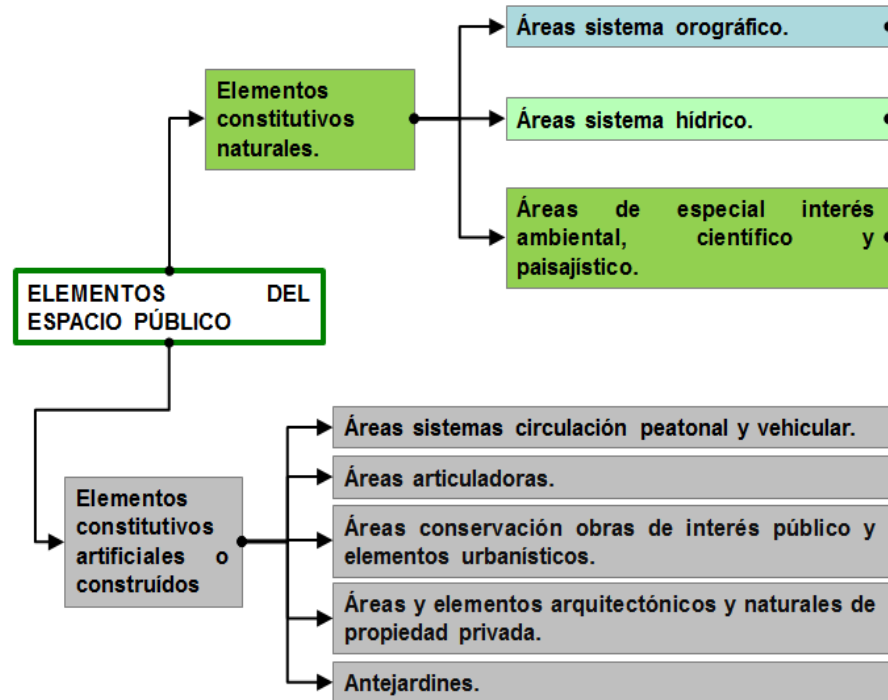 Áreas sistema orográfico.
Elementos
constitutivos
naturales.
Áreas sistema hídrico.
Áreas de especial interés
ambiental, científico y
paisajístico.
ELEMENTOS DEL
ESPACIO PÚBLICO
Áreas sistemas circulación peatonal y vehicular.
Áreas articuladoras.
Elementos
constitutivos
artificiales o
construídos
Áreas conservación obras de interés público y
elementos urbanísticos.
Áreas y elementos arquitectónicos y naturales de
propiedad privada.
Antejardines.